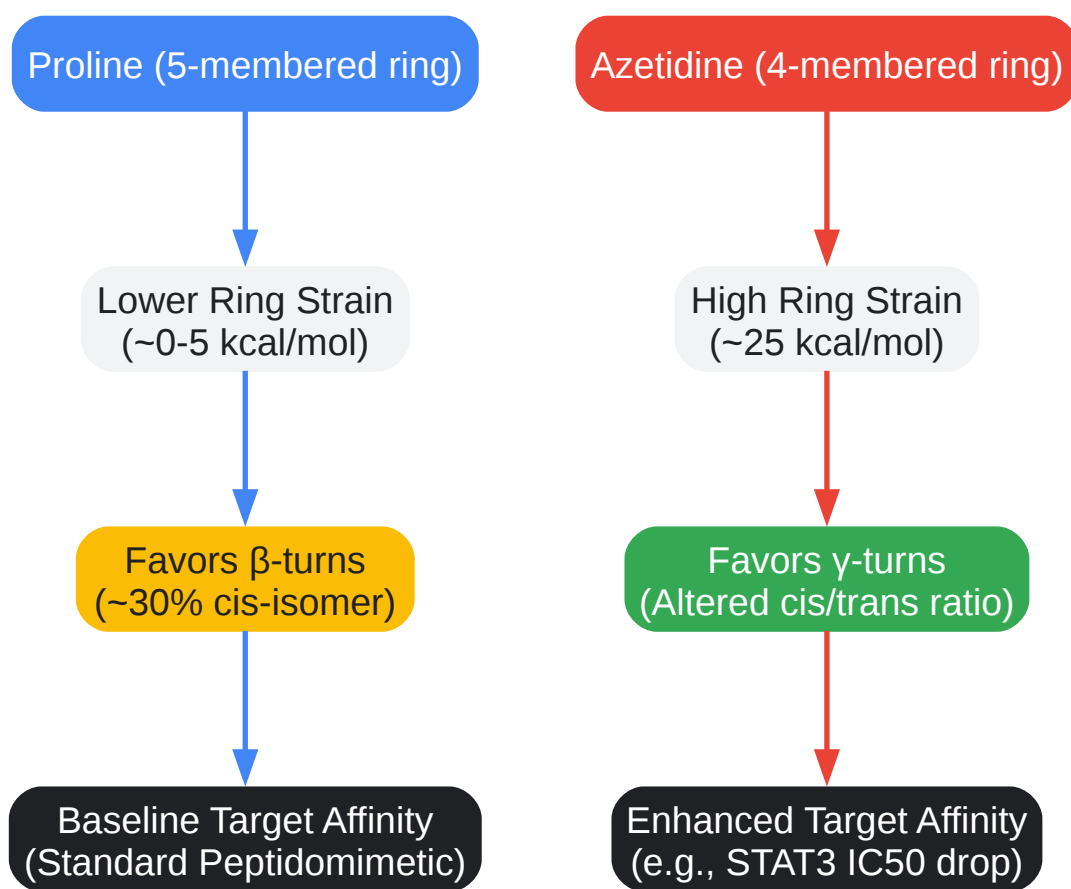 Proline (5-membered ring)
Azetidine (4-membered ring)
Lower Ring Strain
(~0-5 kcal/mol)
High Ring Strain
(~25 kcal/mol)
Favors β-turns
(~30% cis-isomer)
Favors γ-turns
(Altered cis/trans ratio)
Baseline Target Affinity
(Standard Peptidomimetic)
Enhanced Target Affinity
(e.g., STAT3 IC50 drop)